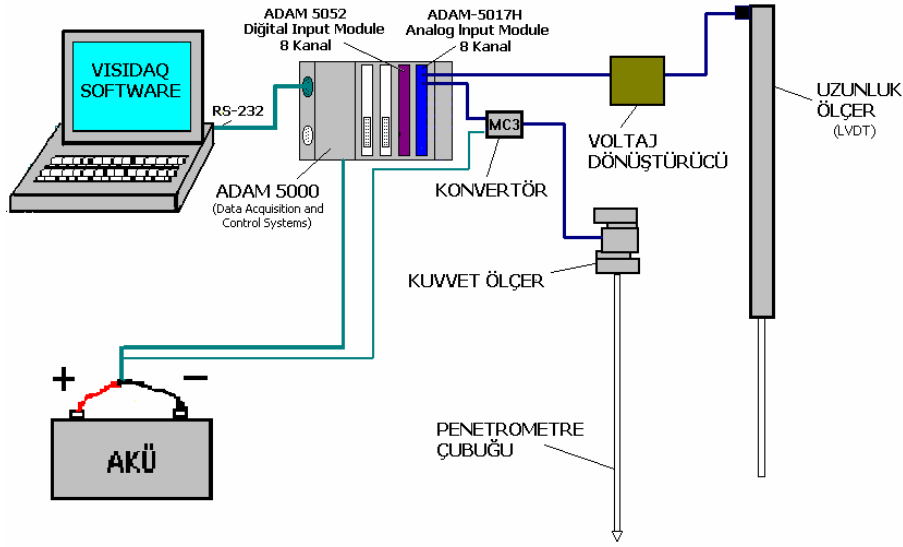 ADAM 5052
Diğital Input Module
8 Kanal
ADAM-5017H
Analog Input Module
8 Kanal
VISIDAQ
SOFTWARE
RS-232
ADAM 5000
(Data Acquisition and
Control Systems)
MC3
KONVERTÖR
VOLTAJ
DÖNÜŞTÜRÜCÜ
UZUNLUK
ÖLÇER
(LVDT)
KUVVET ÖLÇER
PENETROMETRE
ÇUBUĞU
+ −
AKÜ